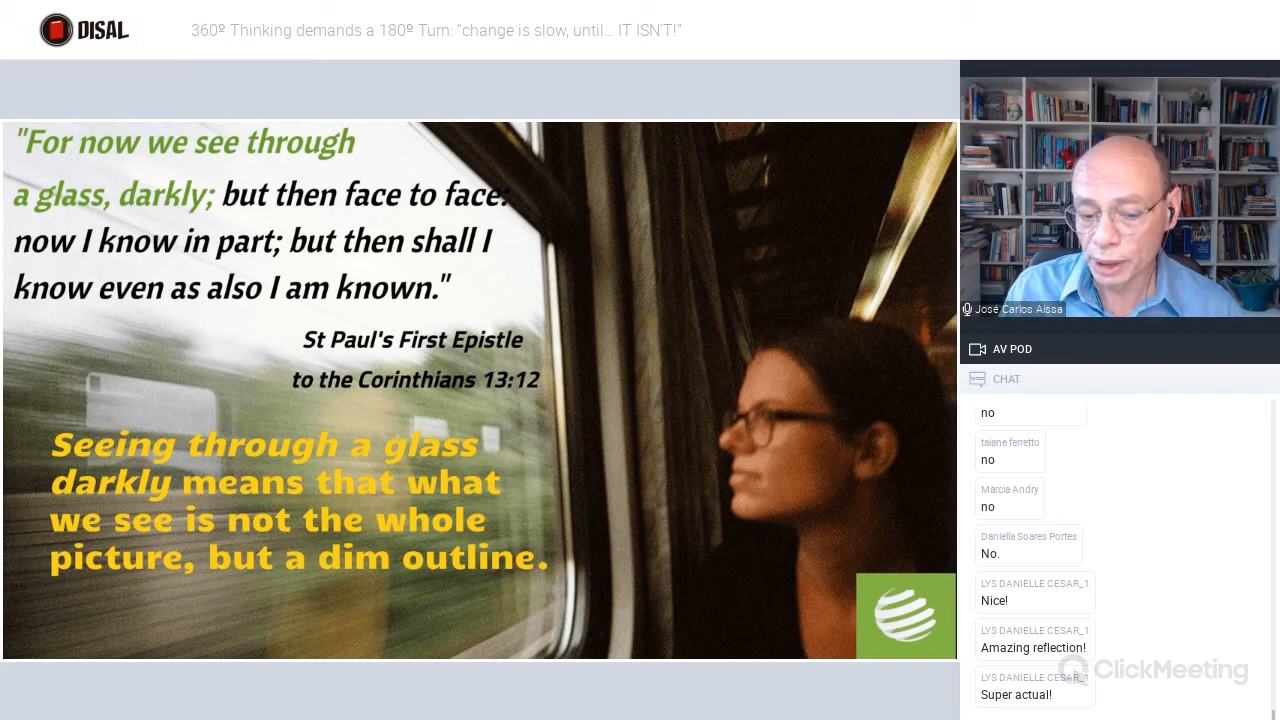 DISAL
360º Thinking demands a 180º Turn: “change is slow, until... IT ISN'T!”
"For now we see through
a glass, darkly; but then face to face:
now I know in part; but then shall I
know even as also I am known."
St Paul's First Epistle
to the Corinthians 13:12
Seeing through a glass
darkly means that what
we see is not the whole
picture, but a dim outline.
José Carlos Aissa
AV POD
CHAT
no
taiane ferretto
no
Márcia Andry
no
Daniella Soares Portes
No.
LYS DANIELLE CESAR_1
Nice!
LYS DANIELLE CESAR_1
Amazing reflection!
LYS DANIELLE CESAR_1
Super actual!
ClickMeeting